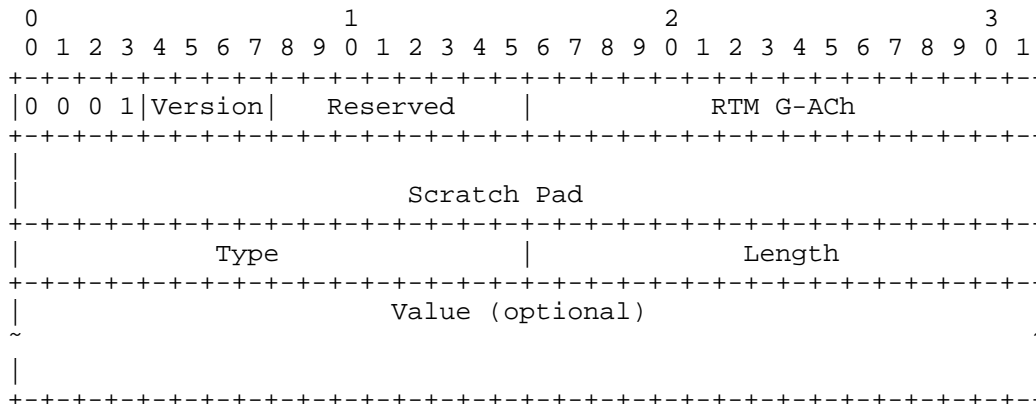 0                   1                   2                   3
 0 1 2 3 4 5 6 7 8 9 0 1 2 3 4 5 6 7 8 9 0 1 2 3 4 5 6 7 8 9 0 1
+-+-+-+-+-+-+-+-+-+-+-+-+-+-+-+-+-+-+-+-+-+-+-+-+-+-+-+-+-+-+-+-
|0 0 0 1|Version|   Reserved    |           RTM G-ACh
+-+-+-+-+-+-+-+-+-+-+-+-+-+-+-+-+-+-+-+-+-+-+-+-+-+-+-+-+-+-+-+-
|
|                        Scratch Pad
+-+-+-+-+-+-+-+-+-+-+-+-+-+-+-+-+-+-+-+-+-+-+-+-+-+-+-+-+-+-+-+-
|            Type               |             Length
+-+-+-+-+-+-+-+-+-+-+-+-+-+-+-+-+-+-+-+-+-+-+-+-+-+-+-+-+-+-+-+-
|                       Value (optional)
~                                                               ~
|
+-+-+-+-+-+-+-+-+-+-+-+-+-+-+-+-+-+-+-+-+-+-+-+-+-+-+-+-+-+-+-+-